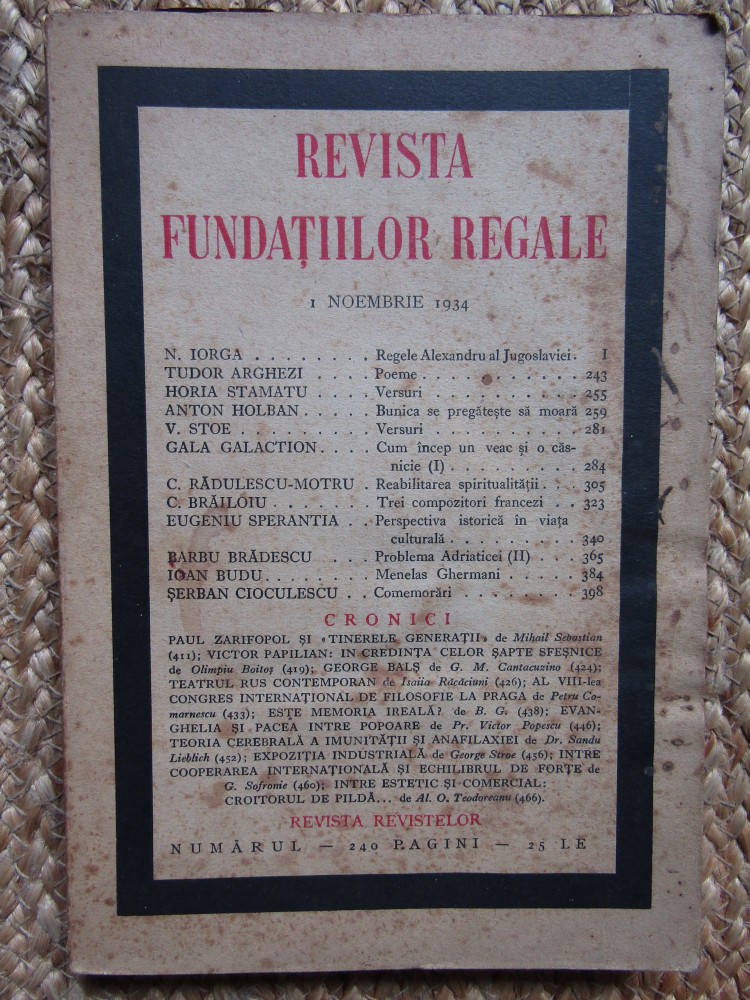 REVISTA
FUNDAȚIILOR REGALE
1 NOEMBRIE 1934
N. IORGA . . . . . . . . Regele Alexandru al Jugoslaviei . I
TUDOR ARGHEZI . . . . Poeme . . . . . . . . . . 243
HORIA STAMATU . . . . Versuri . . . . . . . . . . 255
ANTON HOLBAN . . . . . Bunica se pregătește să moară 259
V. STOE . . . . . . . . . Versuri . . . . . . . . . . 281
GALA GALACTION . . . . Cum încep un veac și o căs-
nicie (I) . . . . . . . . . . 284
C. RĂDULESCU-MOTRU . Reabilitarea spiritualității . . . 305
C. BRĂILOIU . . . . . . . Trei compozitori francezi . . 323
EUGENIU SPERANTIA . . Perspectiva istorică în viața
culturală . . . . . . . . . 340
BARBU BRĂDESCU . . . Problema Adriaticei (II) . . . 365
IOAN BUDU . . . . . . . . Menelas Ghermani . . . . . 384
ȘERBAN CIOCULESCU . . Comemorări . . . . . . . . 398
CRONICI
PAUL ZARIFOPOL ȘI «TINERELE GENERAȚII» de Mihail Sebastian
(411); VICTOR PAPILIAN: IN CREDINȚA CELOR ȘAPTE SFEȘNICE
de Olimpiu Boitoș (419); GEORGE BALȘ de G. M. Cantacuzino (424);
TEATRUL RUS CONTEMPORAN de Isaiia Răcăciuni (426); AL VIII-lea
CONGRES INTERNAȚIONAL DE FILOSOFIE LA PRAGA de Petru Co-
marnescu (433); ESTE MEMORIA IREALĂ? de B. G. (438); EVAN-
GHELIA ȘI PACEA INTRE POPOARE de Pr. Victor Popescu (446);
TEORIA CEREBRALĂ A IMUNITĂȚII ȘI ANAFILAXIEI de Dr. Sandu
Lieblich (452); EXPOZIȚIA INDUSTRIALĂ de George Stroe (456); INTRE
COOPERAREA INTERNAȚIONALĂ ȘI ECHILIBRUL DE FORȚE de
G. Sofronie (460); INTRE ESTETIC ȘI COMERCIAL:
CROITORUL DE PILDĂ... de Al. O. Teodoreanu (466).
REVISTA REVISTELOR
NUMĂRUL — 240 PAGINI — 25 LE